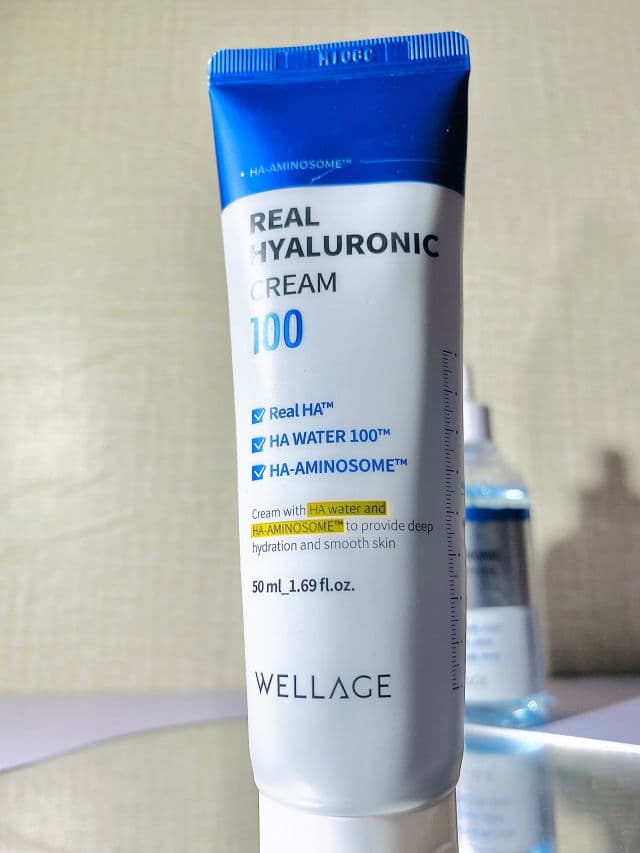 HA-AMINOSOME™
REAL
HYALURONIC
CREAM
100
Real HA™
HA WATER 100™
HA-AMINOSOME™
Cream with HA water and
HA-AMINOSOME™ to provide deep
hydration and smooth skin
50 ml_1.69 fl.oz.
WELLAGE